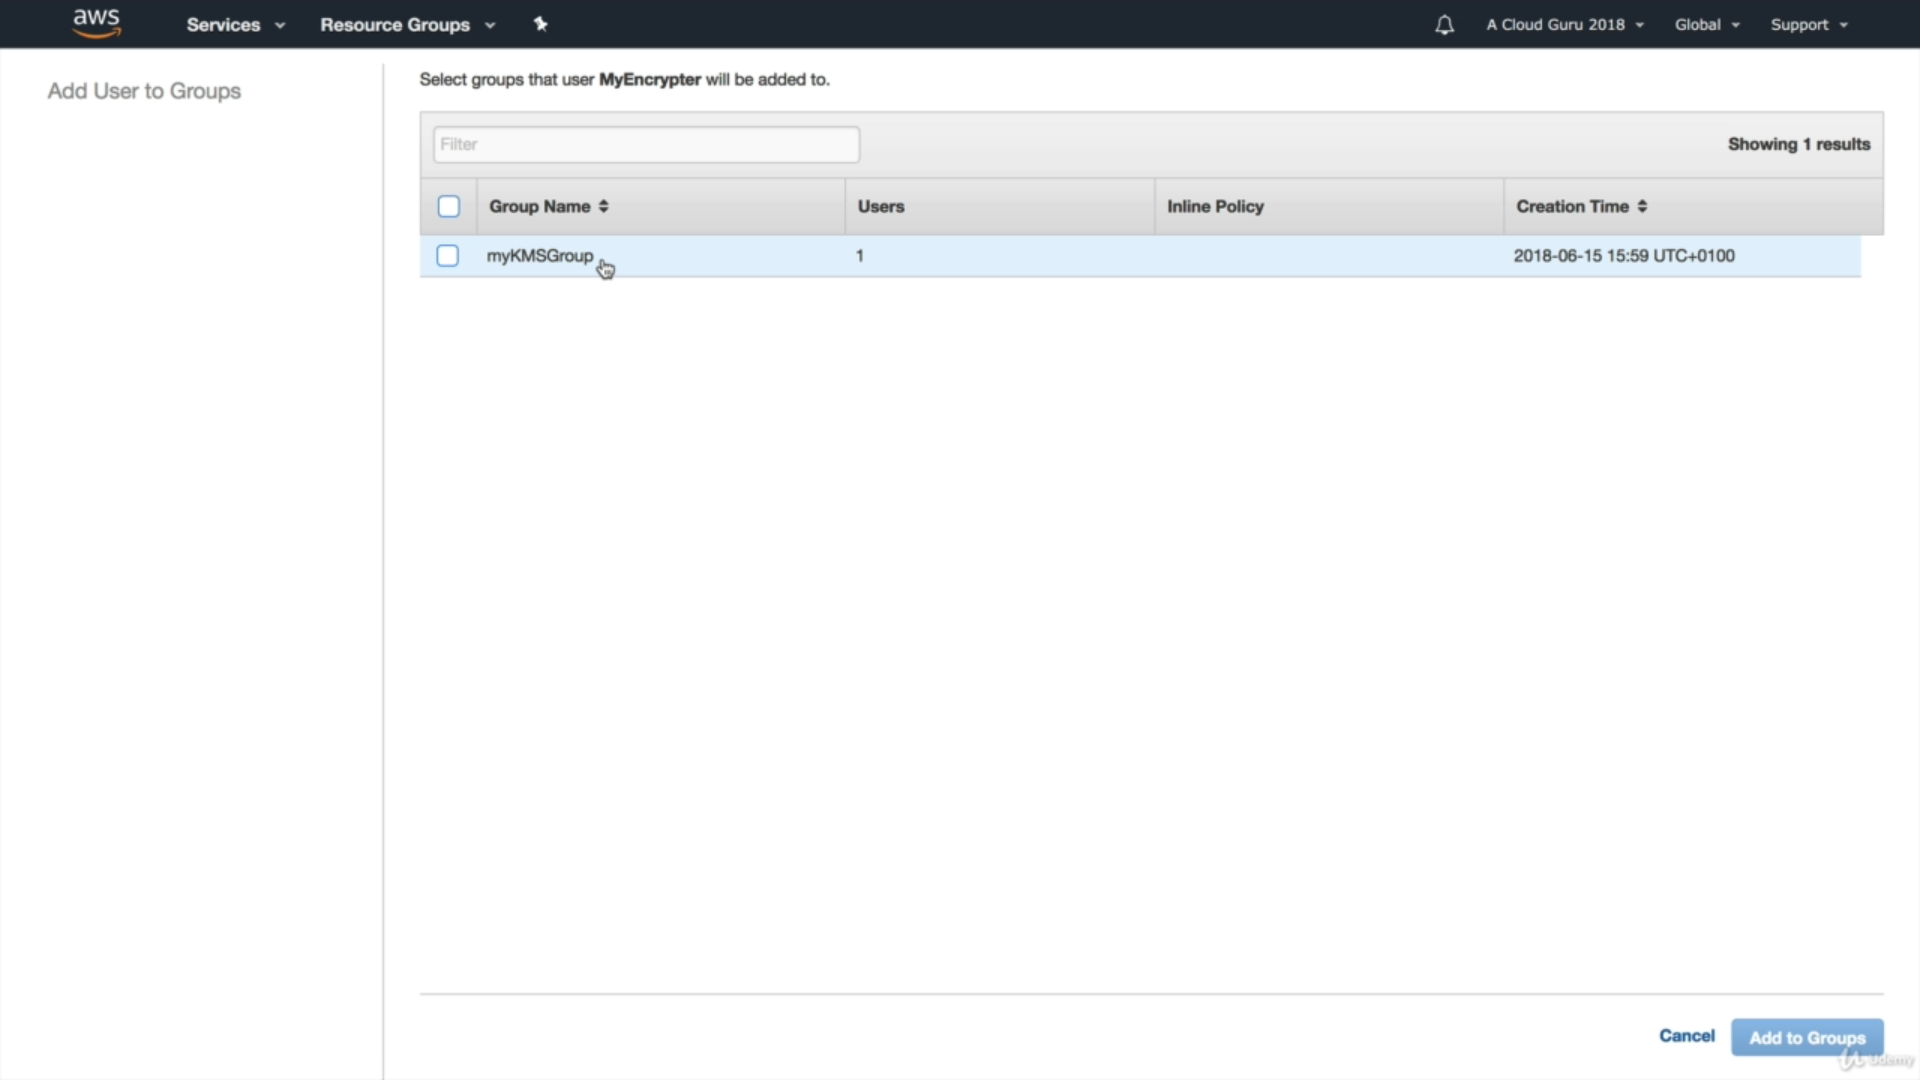 aws Services Resource Groups A Cloud Guru 2018 Global Support
Add User to Groups
Select groups that user MyEncrypter will be added to.
Filter
Showing 1 results
Group Name Users Inline Policy Creation Time
myKMSGroup 1 2018-06-15 15:59 UTC+0100
Cancel Add to Groups
Udemy